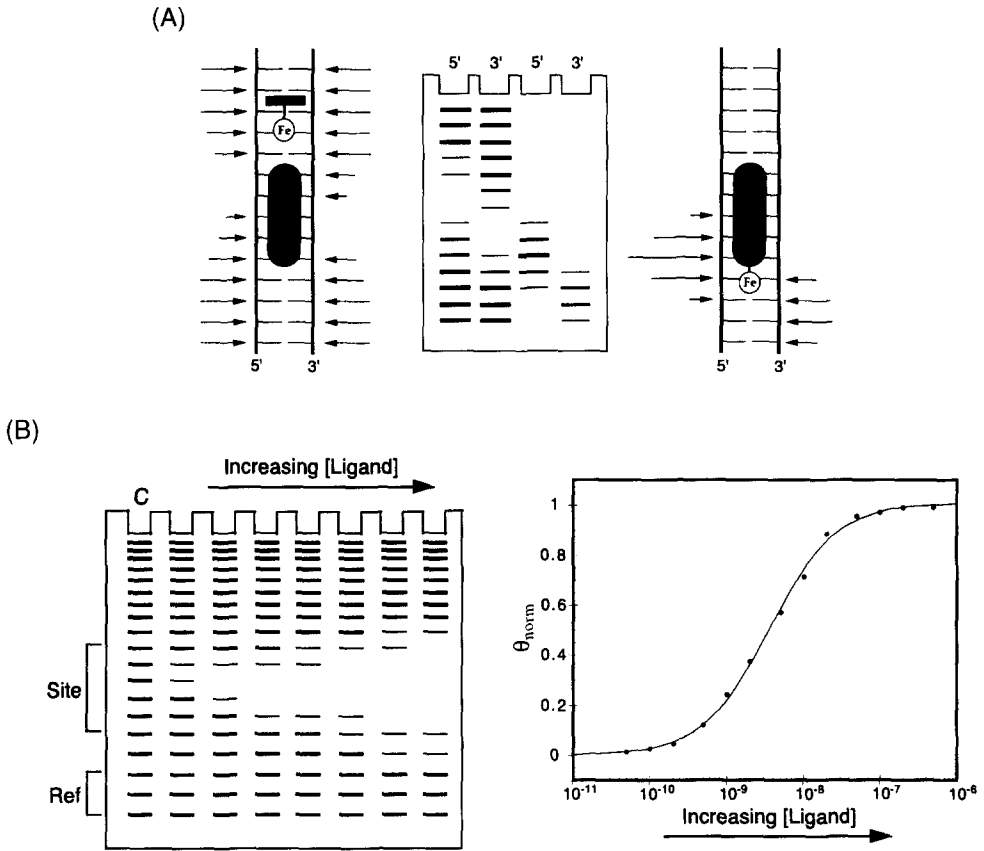 (A)
5' 3' 5' 3'
Fe
Fe
5' 3'
5' 3'
(B)
Increasing [Ligand]
C
Site
Ref
1
0.8
0.6
0.4
0.2
0
θnorm
10⁻¹¹ 10⁻¹⁰ 10⁻⁹ 10⁻⁸ 10⁻⁷ 10⁻⁶
Increasing [Ligand]